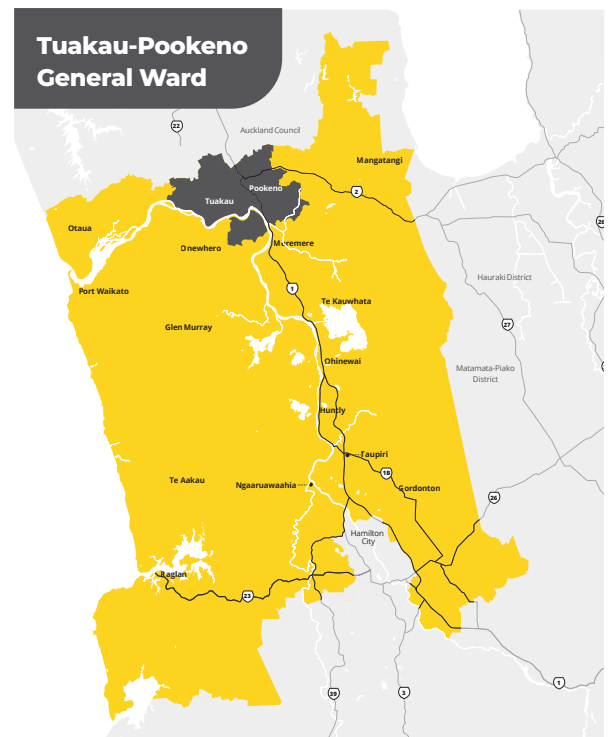 Tuakau-Pookeno
General Ward
22
Auckland Council
Mangatangi
Pookeno
2
Tuakau
Otaua
26
Onewhero
Meremere
Hauraki District
Port Waikato
1
Te Kauwhata
Glen Murray
27
Ohinewai
Matamata-Piako
District
Huntly
Taupiri
1B
Te Aakau
Ngaaruawaahia
Gordonton
26
Hamilton
City
Raglan
23
1
39
3